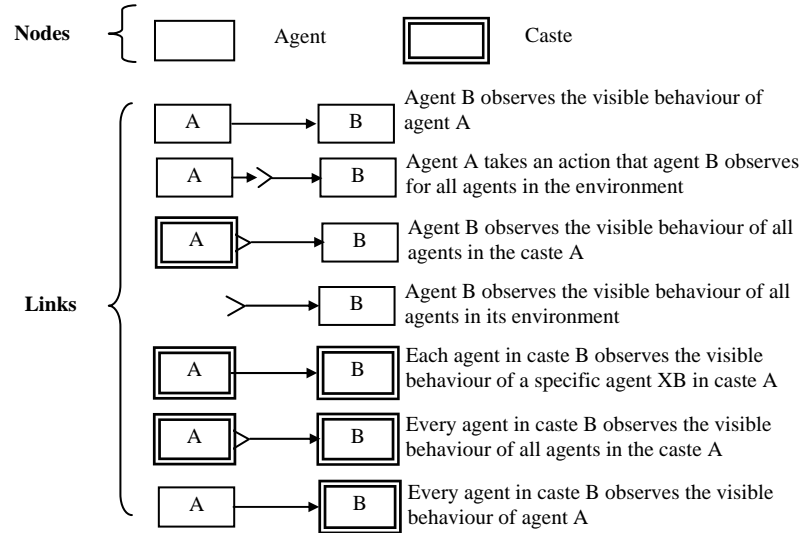 Nodes Agent Caste
A B Agent B observes the visible behaviour of
agent A
A B Agent A takes an action that agent B observes
for all agents in the environment
A B Agent B observes the visible behaviour of all
agents in the caste A
Links
B Agent B observes the visible behaviour of all
agents in its environment
A B Each agent in caste B observes the visible
behaviour of a specific agent XB in caste A
A B Every agent in caste B observes the visible
behaviour of all agents in the caste A
A B Every agent in caste B observes the visible
behaviour of agent A